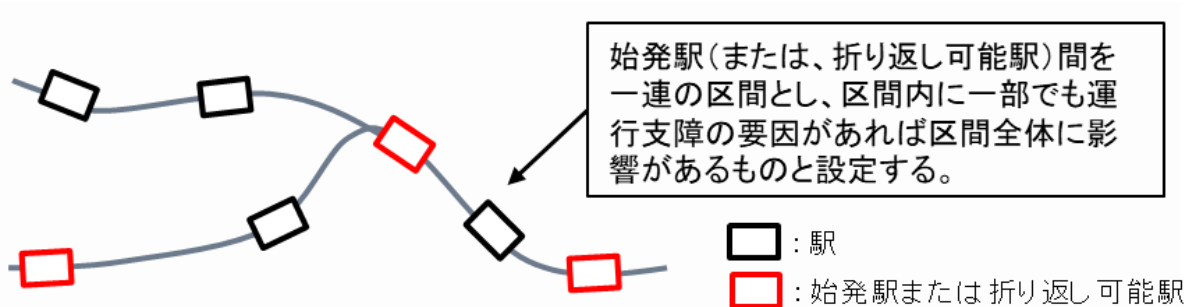 始発駅（または、折り返し可能駅）間を
一連の区間とし、区間内に一部でも運
行支障の要因があれば区間全体に影
響があるものと設定する。
：駅
：始発駅または折り返し可能駅